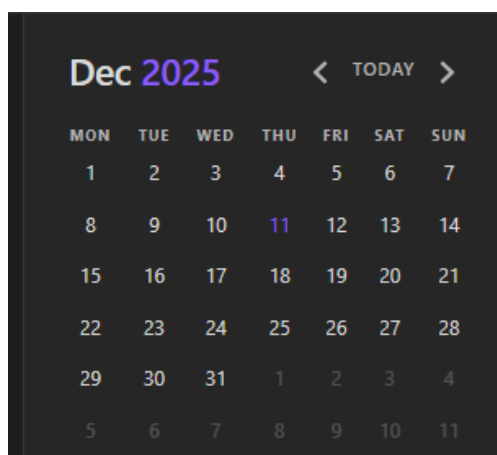 Dec 2025 TODAY
MON TUE WED THU FRI SAT SUN
1 2 3 4 5 6 7
8 9 10 11 12 13 14
15 16 17 18 19 20 21
22 23 24 25 26 27 28
29 30 31 1 2 3 4
5 6 7 8 9 10 11